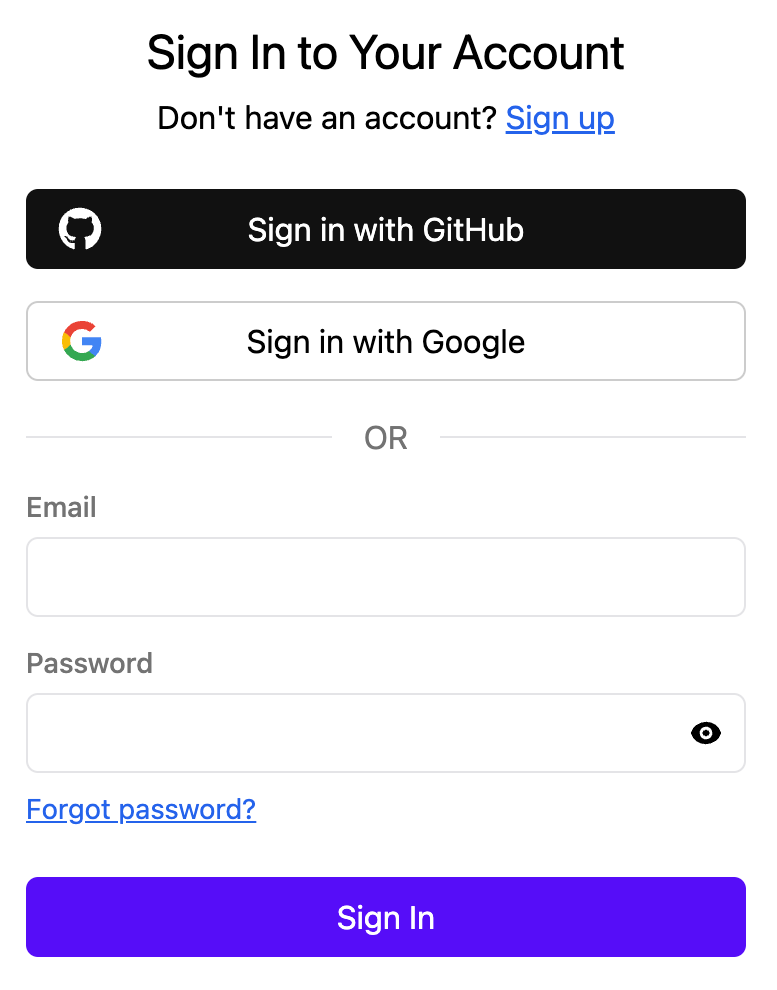 Sign In to Your Account
Don't have an account? Sign up
Sign in with GitHub
Sign in with Google
OR
Email
Password
Forgot password?
Sign In